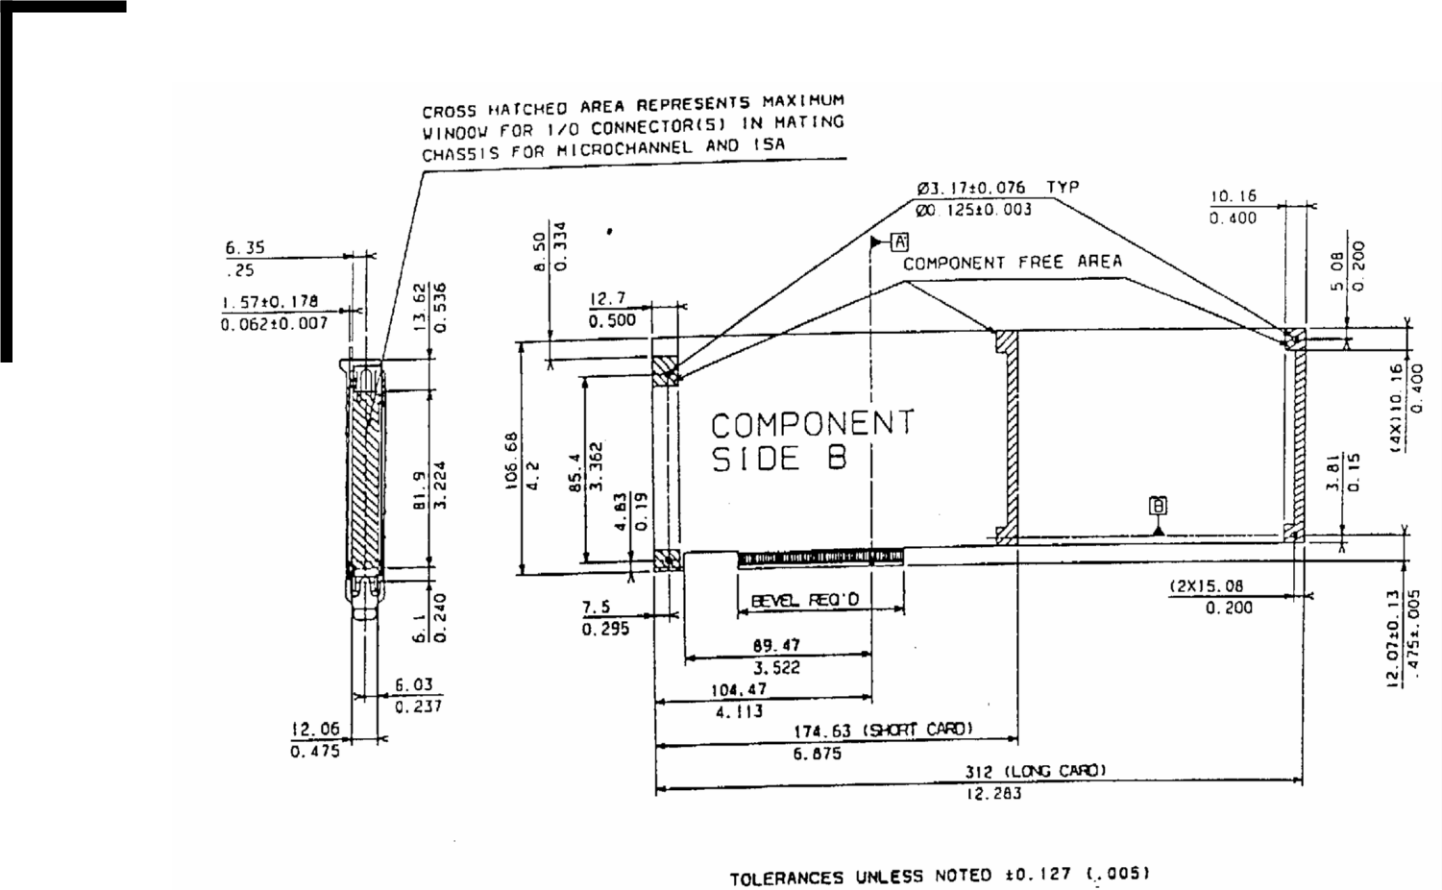 CROSS HATCHED AREA REPRESENTS MAXIMUM
WINDOW FOR I/O CONNECTOR(S) IN MATING
CHASSIS FOR MICROCHANNEL AND ISA
Ø3.17±0.076 TYP
Ø0.125±0.003
10.16
0.400
A
COMPONENT FREE AREA
8.50
0.334
5.08
0.200
6.35
.25
1.57±0.178
0.062±0.007
13.62
0.536
12.7
0.500
(4X)10.16
0.400
COMPONENT
SIDE B
106.68
4.2
85.4
3.362
4.83
0.19
81.9
3.224
3.81
0.15
B
6.1
0.240
7.5
0.295
BEVEL REQ'D
(2X)5.08
0.200
12.07±0.13
.475±.005
89.47
3.522
6.03
0.237
104.47
4.113
12.06
0.475
174.63 (SHORT CARD)
6.875
312 (LONG CARD)
12.283
TOLERANCES UNLESS NOTED ±0.127 (.005)